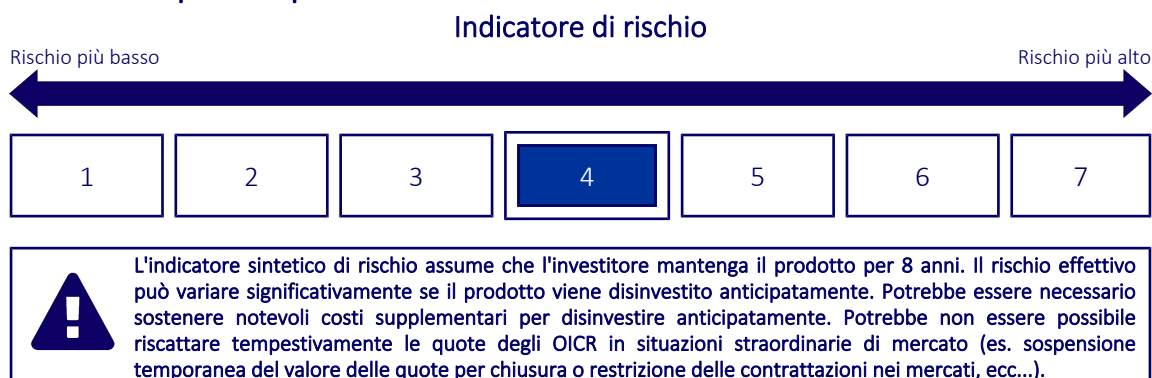 Indicatore di rischio
Rischio più basso
Rischio più alto
1
2
3
4
5
6
7
L'indicatore sintetico di rischio assume che l'investitore mantenga il prodotto per 8 anni. Il rischio effettivo
può variare significativamente se il prodotto viene disinvestito anticipatamente. Potrebbe essere necessario
sostenere notevoli costi supplementari per disinvestire anticipatamente. Potrebbe non essere possibile
riscattare tempestivamente le quote degli OICR in situazioni straordinarie di mercato (es. sospensione
temporanea del valore delle quote per chiusura o restrizione delle contrattazioni nei mercati, ecc...).